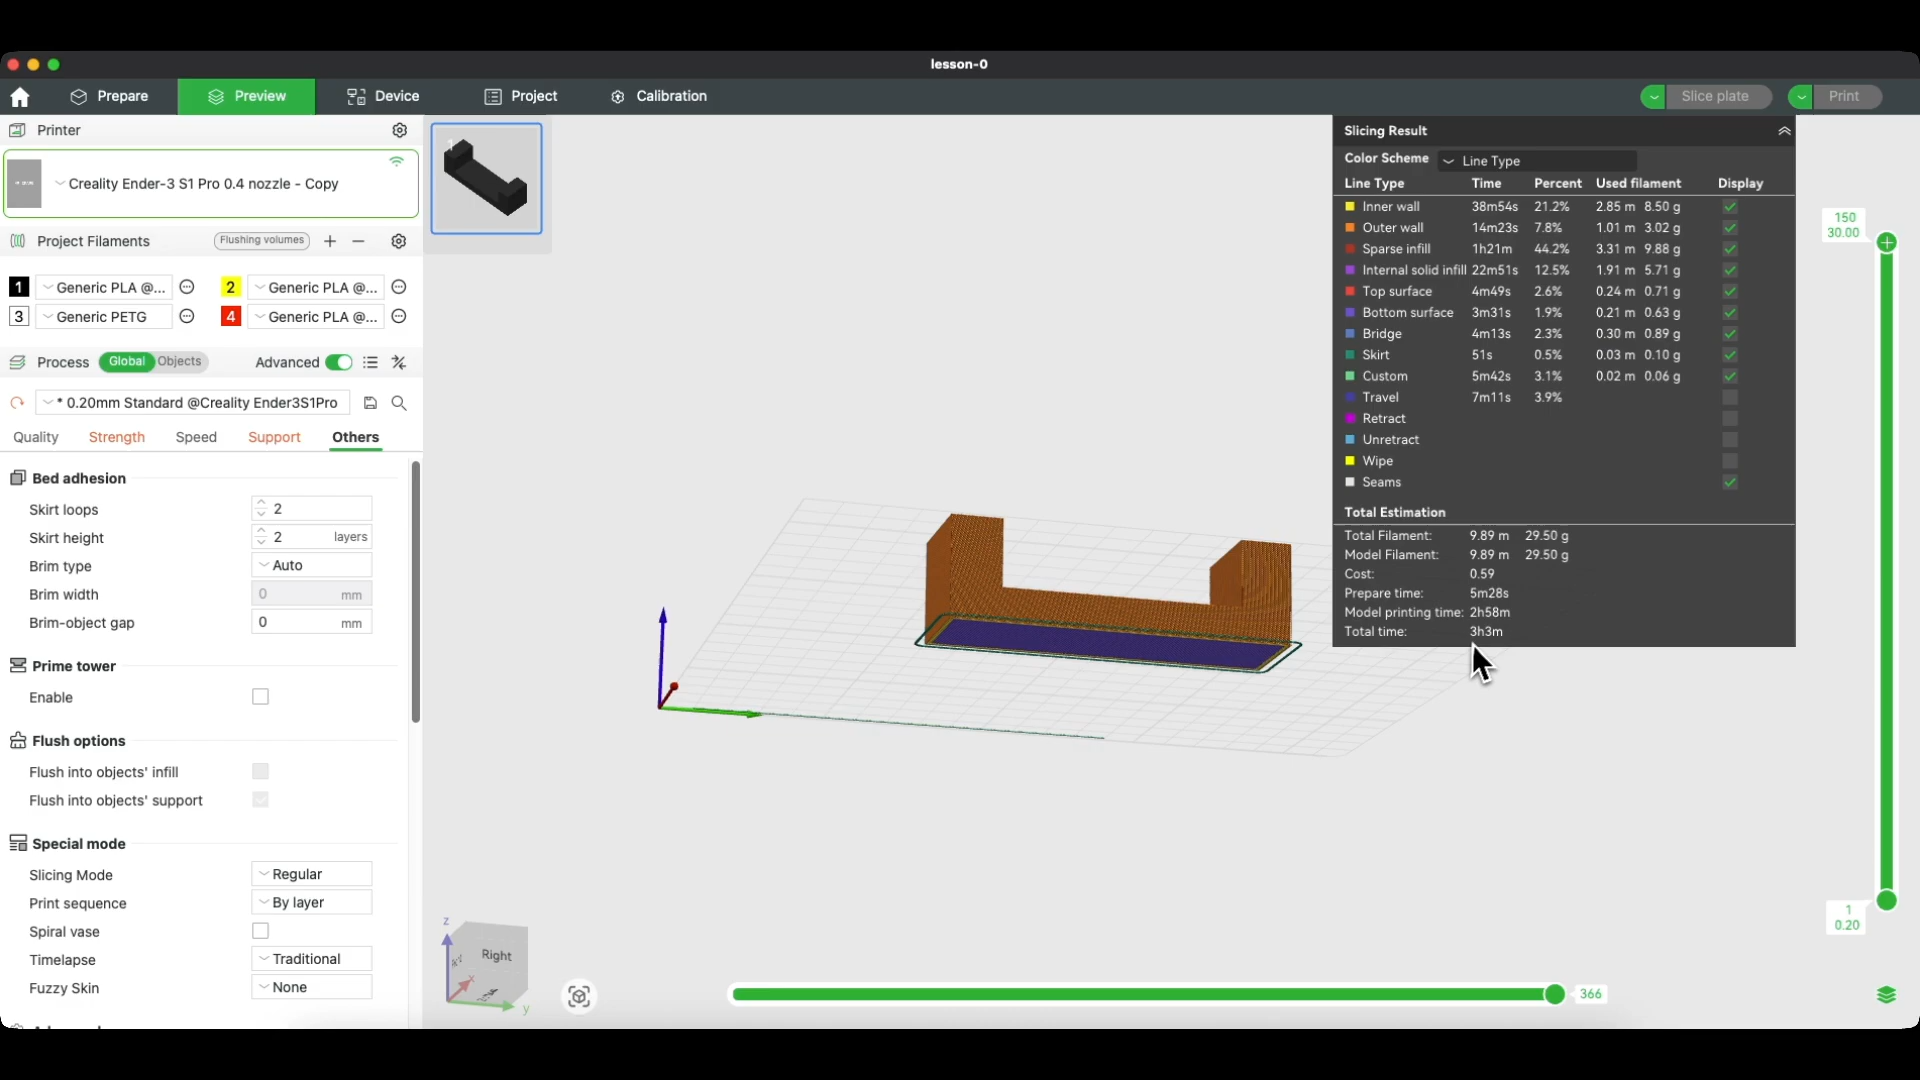 lesson-0
Prepare Preview Device Project Calibration Slice plate Print
Printer
Creality Ender-3 S1 Pro 0.4 nozzle - Copy
Project Filaments Flushing volumes
1 Generic PLA @... 2 Generic PLA @...
3 Generic PETG 4 Generic PLA @...
Process Global Objects Advanced
* 0.20mm Standard @Creality Ender3S1Pro
Quality Strength Speed Support Others
Bed adhesion
Skirt loops 2
Skirt height 2 layers
Brim type Auto
Brim width 0 mm
Brim-object gap 0 mm
Prime tower
Enable
Flush options
Flush into objects' infill
Flush into objects' support
Special mode
Slicing Mode Regular
Print sequence By layer
Spiral vase
Timelapse Traditional
Fuzzy Skin None
1
Slicing Result
Color Scheme Line Type
Line Type Time Percent Used filament Display
Inner wall 38m54s 21.2% 2.85 m 8.50 g
Outer wall 14m23s 7.8% 1.01 m 3.02 g
Sparse infill 1h21m 44.2% 3.31 m 9.88 g
Internal solid infill 22m51s 12.5% 1.91 m 5.71 g
Top surface 4m49s 2.6% 0.24 m 0.71 g
Bottom surface 3m31s 1.9% 0.21 m 0.63 g
Bridge 4m13s 2.3% 0.30 m 0.89 g
Skirt 51s 0.5% 0.03 m 0.10 g
Custom 5m42s 3.1% 0.02 m 0.06 g
Travel 7m11s 3.9%
Retract
Unretract
Wipe
Seams
Total Estimation
Total Filament: 9.89 m 29.50 g
Model Filament: 9.89 m 29.50 g
Cost: 0.59
Prepare time: 5m28s
Model printing time: 2h58m
Total time: 3h3m
150
30.00
1
0.20
z
Right
x
y
366